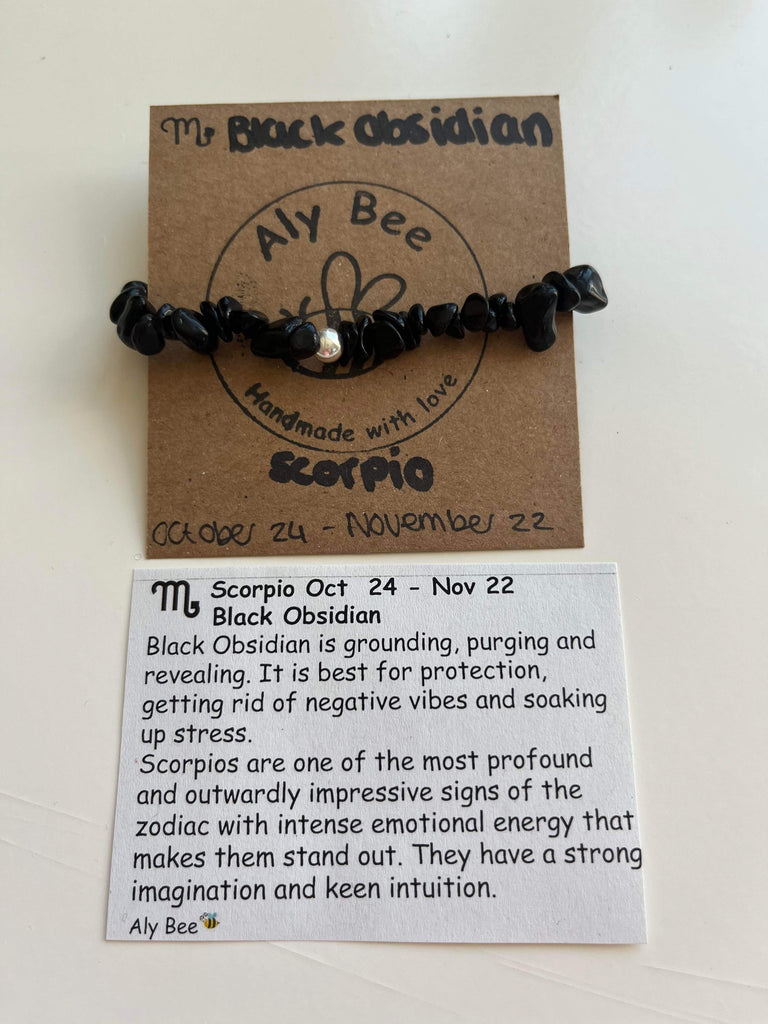 ♏ Black Obsidian
Aly Bee
Handmade with love
Scorpio
October 24 - November 22
♏ Scorpio Oct 24 - Nov 22
Black Obsidian
Black Obsidian is grounding, purging and
revealing. It is best for protection,
getting rid of negative vibes and soaking
up stress.
Scorpios are one of the most profound
and outwardly impressive signs of the
zodiac with intense emotional energy that
makes them stand out. They have a strong
imagination and keen intuition.
Aly Bee🐝